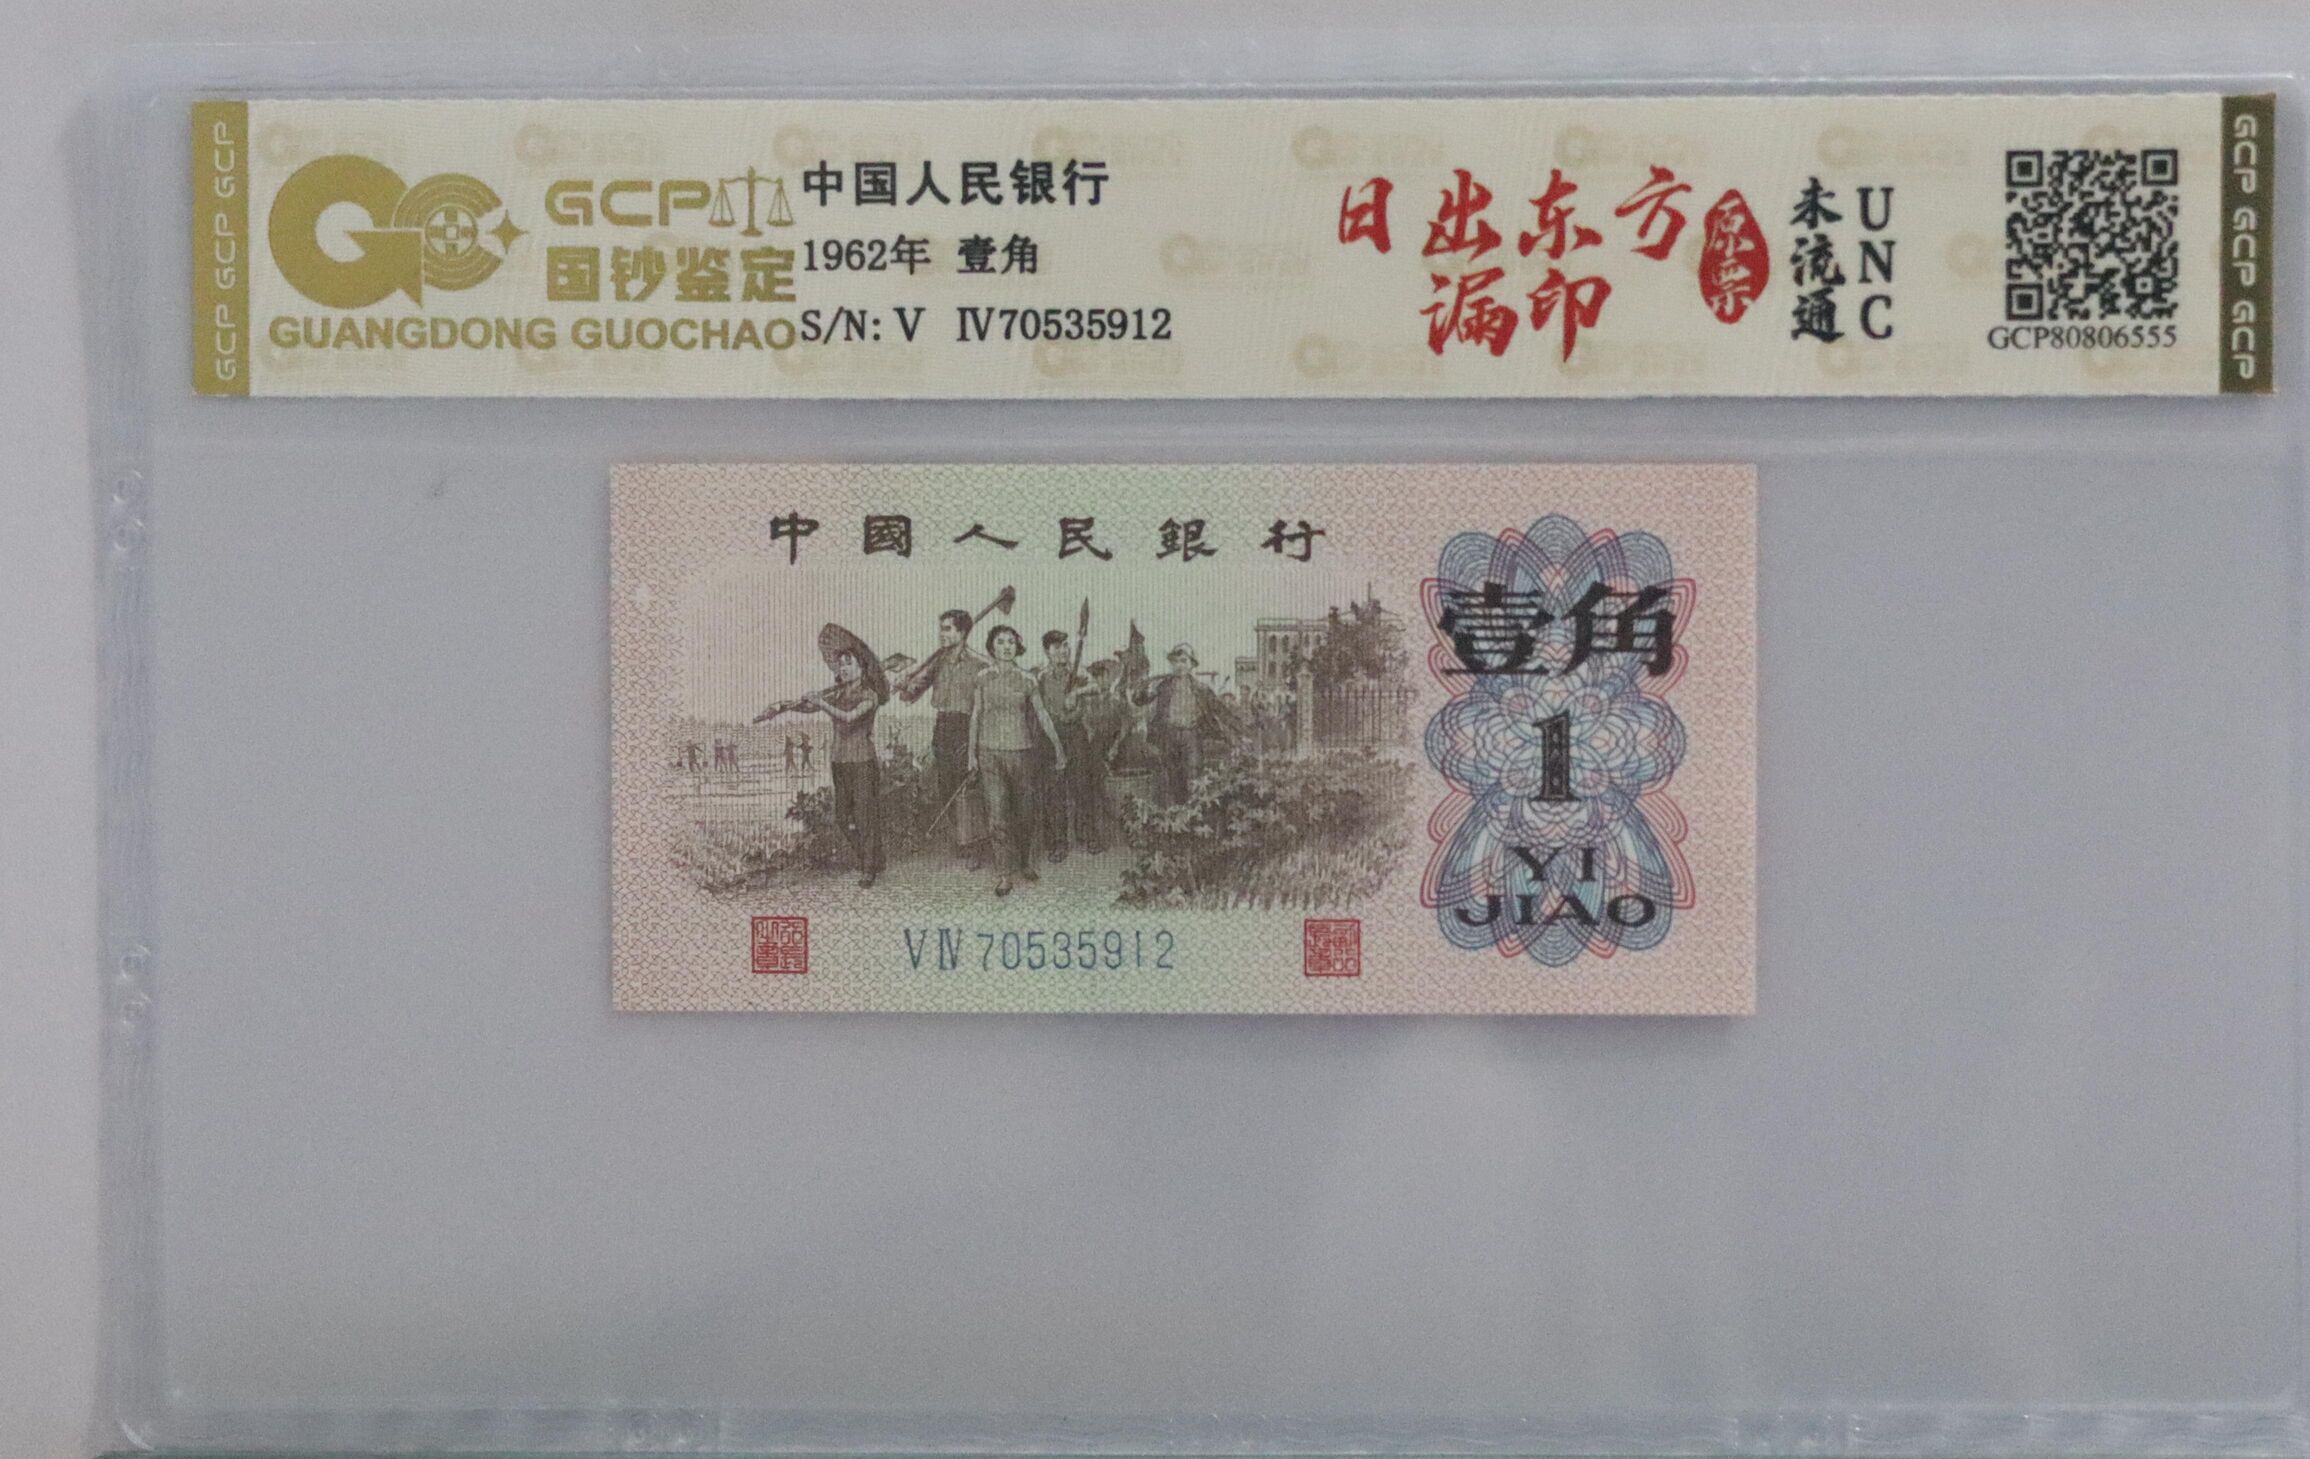 GCP GCP GCP
GCP
国钞鉴定
GUANGDONG GUOCHAO
中国人民银行
1962年 壹角
S/N: V IV70535912
日出东方
漏印
原票
未流通
UNC
GCP80806555
GCP GCP GCP
中國人民銀行
壹角
1
YI
JIAO
V IV 70535912